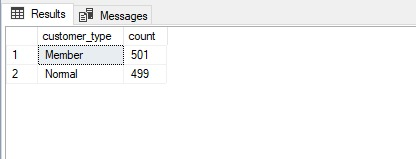 Results Messages
customer_type count
1 Member 501
2 Normal 499